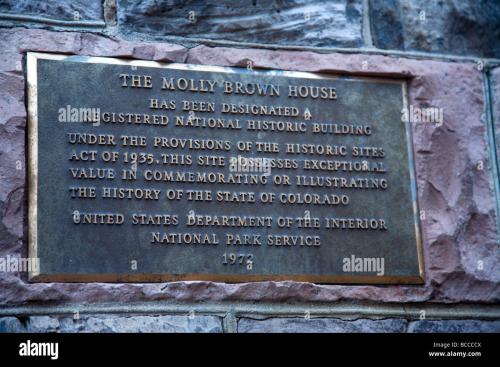 THE MOLLY BROWN HOUSE
HAS BEEN DESIGNATED A
REGISTERED NATIONAL HISTORIC BUILDING
UNDER THE PROVISIONS OF THE HISTORIC SITES
ACT OF 1935. THIS SITE POSSESSES EXCEPTIONAL
VALUE IN COMMEMORATING OR ILLUSTRATING
THE HISTORY OF THE STATE OF COLORADO
UNITED STATES DEPARTMENT OF THE INTERIOR
NATIONAL PARK SERVICE
1972
alamy
www.alamy.com - BCCCCX